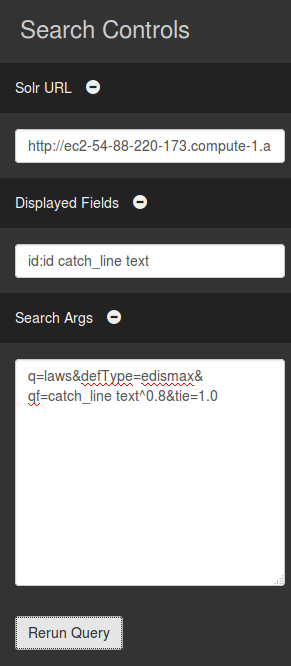 Search Controls
Solr URL
http://ec2-54-88-220-173.compute-1.a
Displayed Fields
id:id catch_line text
Search Args
q=laws&defType=edismax&
qf=catch_line text^0.8&tie=1.0
Rerun Query